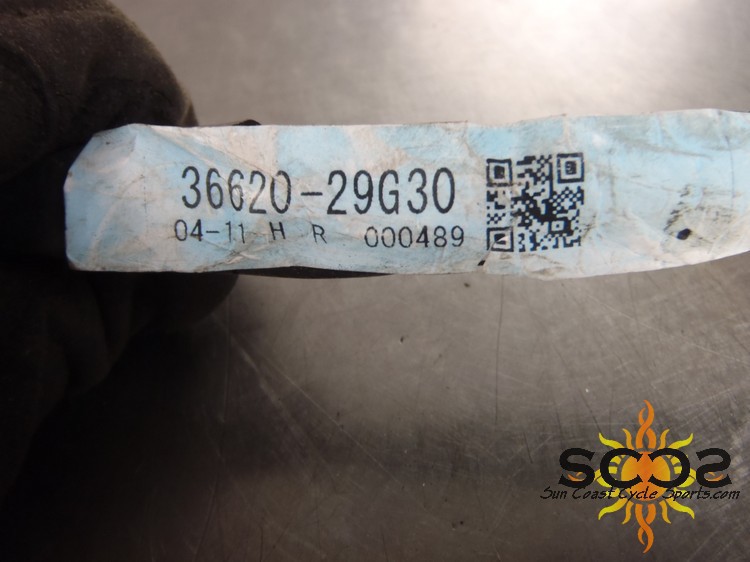 36620-29G30
04-11 H R 000489
SCCS
Sun Coast Cycle Sports.com